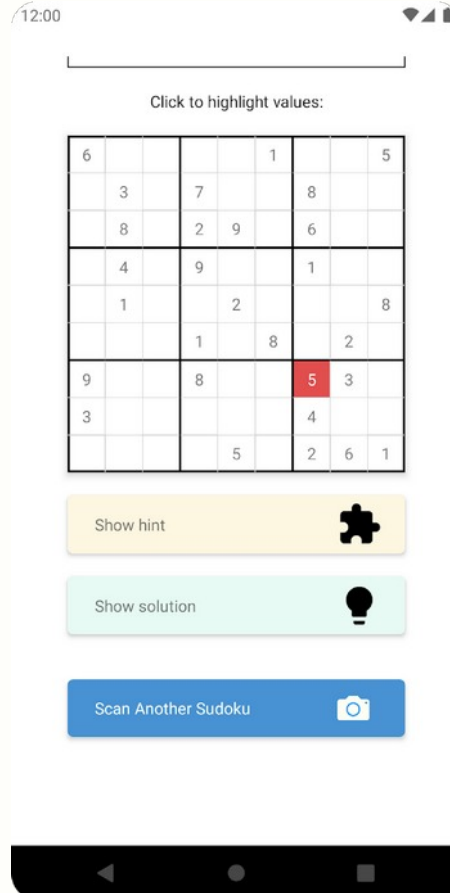 12:00
Click to highlight values:
6 1 5
3 7 8
8 2 9 6
4 9 1
1 2 8
1 8 2
9 8 5 3
3 4
5 2 6 1
Show hint
Show solution
Scan Another Sudoku